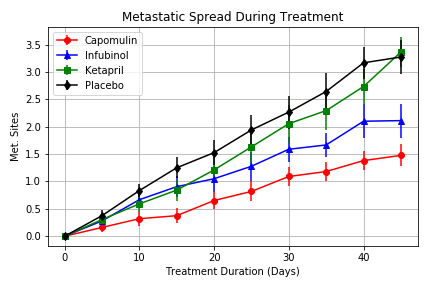 Metastatic Spread During Treatment
Capomulin
Infubinol
Ketapril
Placebo
Met. Sites
3.5
3.0
2.5
2.0
1.5
1.0
0.5
0.0
0 10 20 30 40
Treatment Duration (Days)